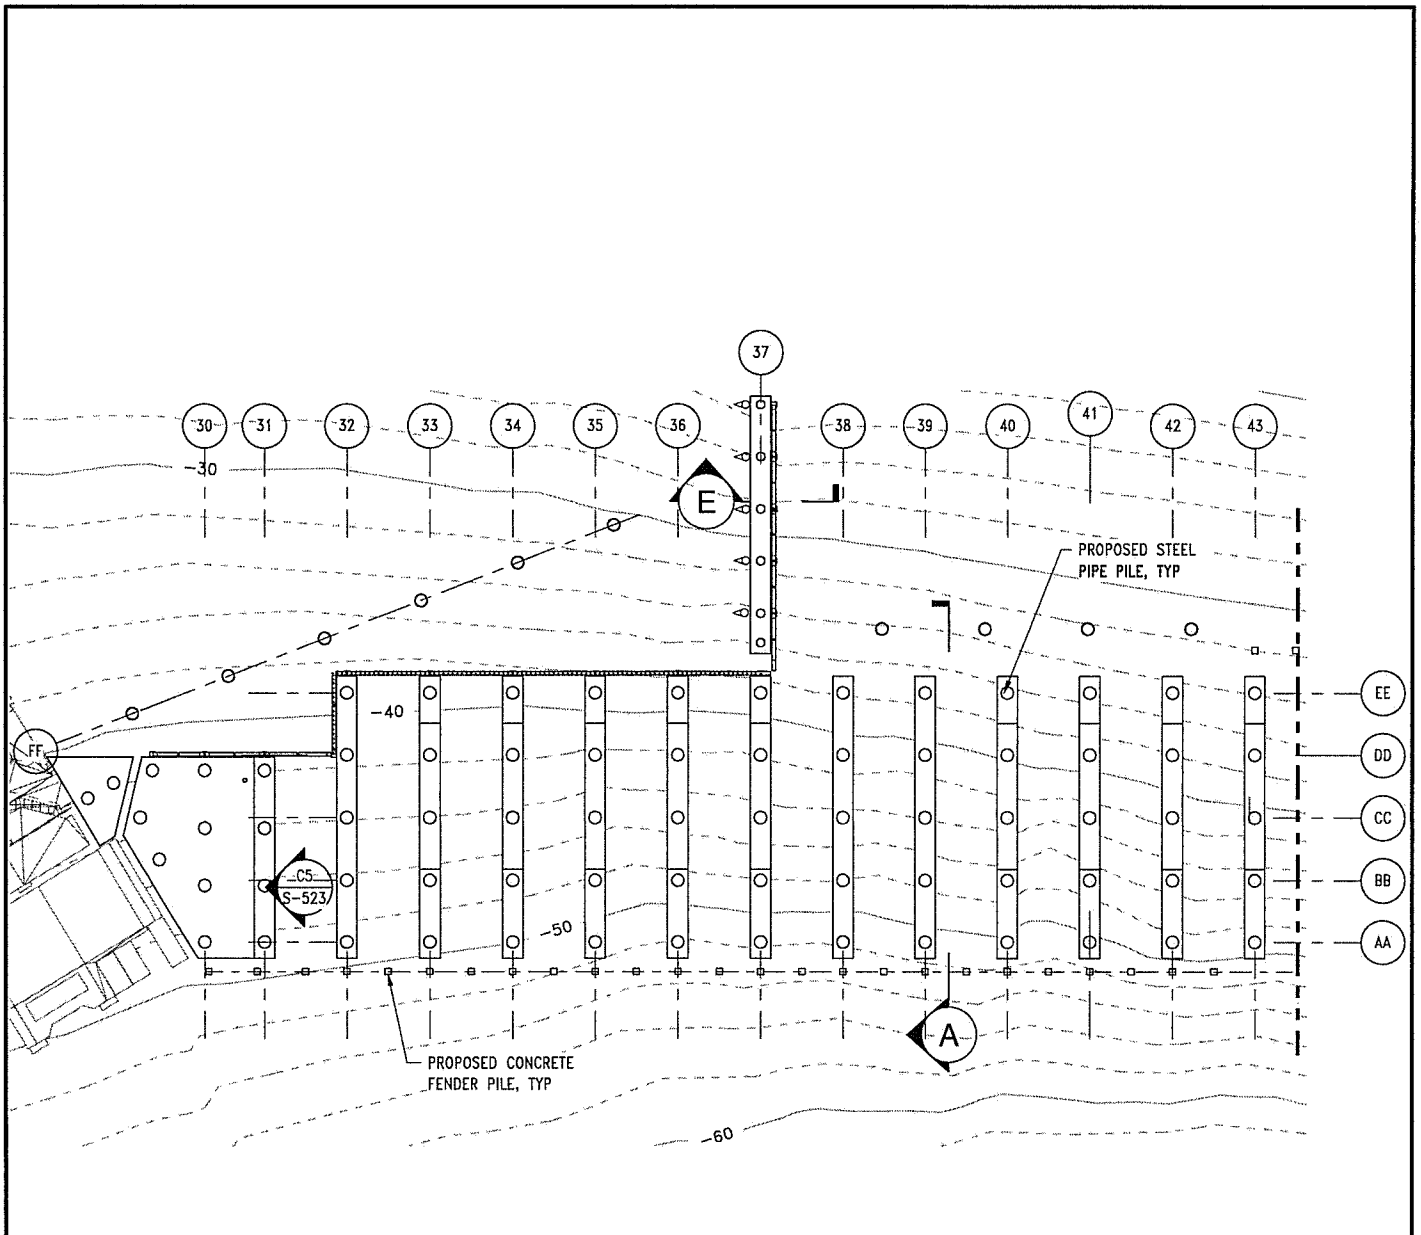 37
30 31 32 33 34 35 36 38 39 40 41 42 43
-30
E
PROPOSED STEEL
PIPE PILE, TYP
-40
EE
FF
DD
CC
C5
S-523
BB
-50
AA
A
PROPOSED CONCRETE
FENDER PILE, TYP
-60